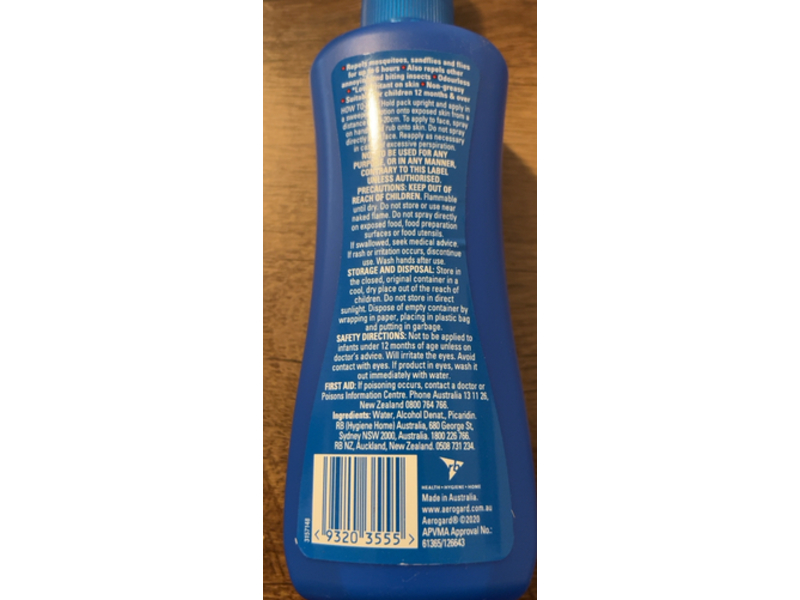 • Repels mosquitoes, sandflies and flies
for up to 6 hours • Also repels other
annoying and biting insects • Odourless
on skin • Non-greasy
children 12 months & over
HOW TO Hold pack upright and apply in
a sweep onto exposed skin from a
distance 20cm. To apply to face, spray
on hand rub onto skin. Do not spray
directly face. Reapply as necessary
in excessive perspiration.
NOT TO BE USED FOR ANY
PURPOSE, OR IN ANY MANNER,
CONTRARY TO THIS LABEL
UNLESS AUTHORISED.
PRECAUTIONS: KEEP OUT OF
REACH OF CHILDREN. Flammable
until dry. Do not store or use near
naked flame. Do not spray directly
on exposed food, food preparation
surfaces or food utensils.
If swallowed, seek medical advice.
If rash or irritation occurs, discontinue
use. Wash hands after use.
STORAGE AND DISPOSAL: Store in
the closed, original container in a
cool, dry place out of the reach of
children. Do not store in direct
sunlight. Dispose of empty container by
wrapping in paper, placing in plastic bag
and putting in garbage.
SAFETY DIRECTIONS: Not to be applied to
infants under 12 months of age unless on
doctor's advice. Will irritate the eyes. Avoid
contact with eyes. If product in eyes, wash it
out immediately with water.
FIRST AID: If poisoning occurs, contact a doctor or
Poisons Information Centre. Phone Australia 13 11 26,
New Zealand 0800 764 766.
Ingredients: Water, Alcohol Denat., Picaridin.
RB (Hygiene Home) Australia, 680 George St,
Sydney NSW 2000, Australia. 1800 226 766.
RB NZ, Auckland, New Zealand. 0508 731 234.
rb
HEALTH • HYGIENE • HOME
Made in Australia.
www.aerogard.com.au
Aerogard® ©2020
APVMA Approval No.:
61365/126643
3137168
< 9320 3555 >